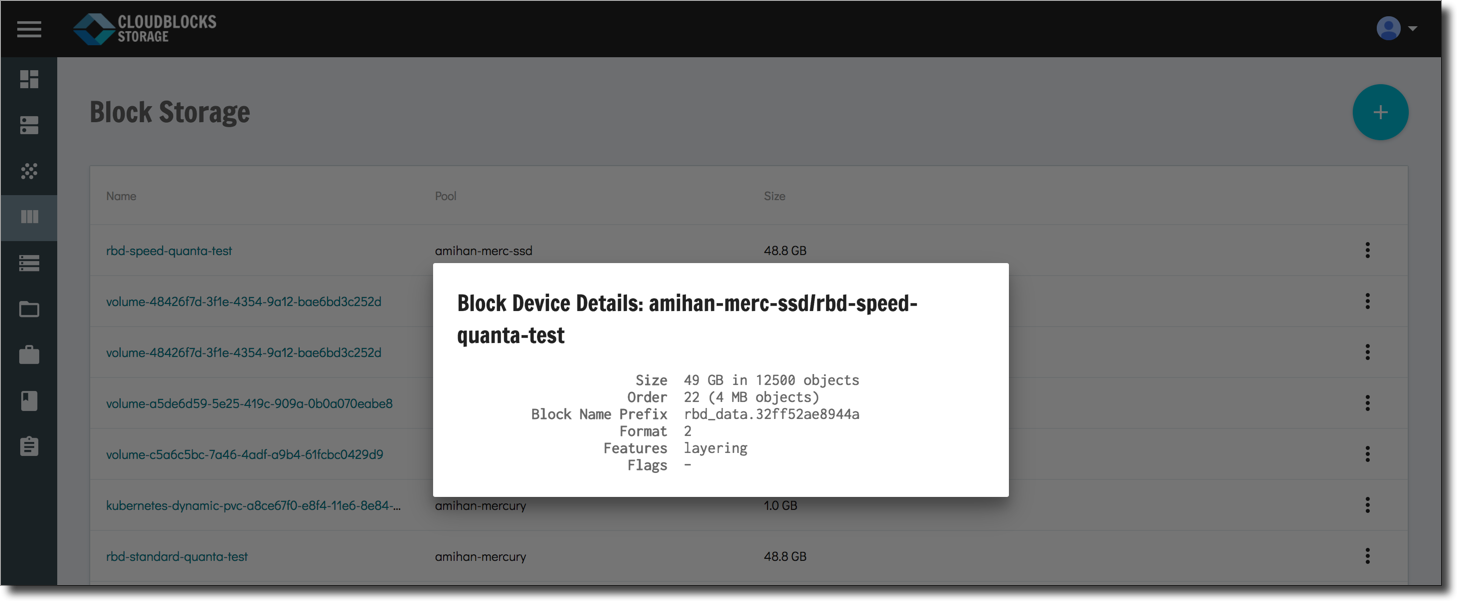 CLOUDBLOCKS
STORAGE
Block Storage
+
Name Pool Size
rbd-speed-quanta-test amihan-merc-ssd 48.8 GB
volume-48426f7d-3f1e-4354-9a12-bae6bd3c252d
volume-48426f7d-3f1e-4354-9a12-bae6bd3c252d
volume-a5de6d59-5e25-419c-909a-0b0a070eabe8
volume-c5a6c5bc-7a46-4adf-a9b4-61fcbc0429d9
kubernetes-dynamic-pvc-a8ce67f0-e8f4-11e6-8e84-... amihan-mercury 1.0 GB
rbd-standard-quanta-test amihan-mercury 48.8 GB
Block Device Details: amihan-merc-ssd/rbd-speed-
quanta-test
Size 49 GB in 12500 objects
Order 22 (4 MB objects)
Block Name Prefix rbd_data.32ff52ae8944a
Format 2
Features layering
Flags -